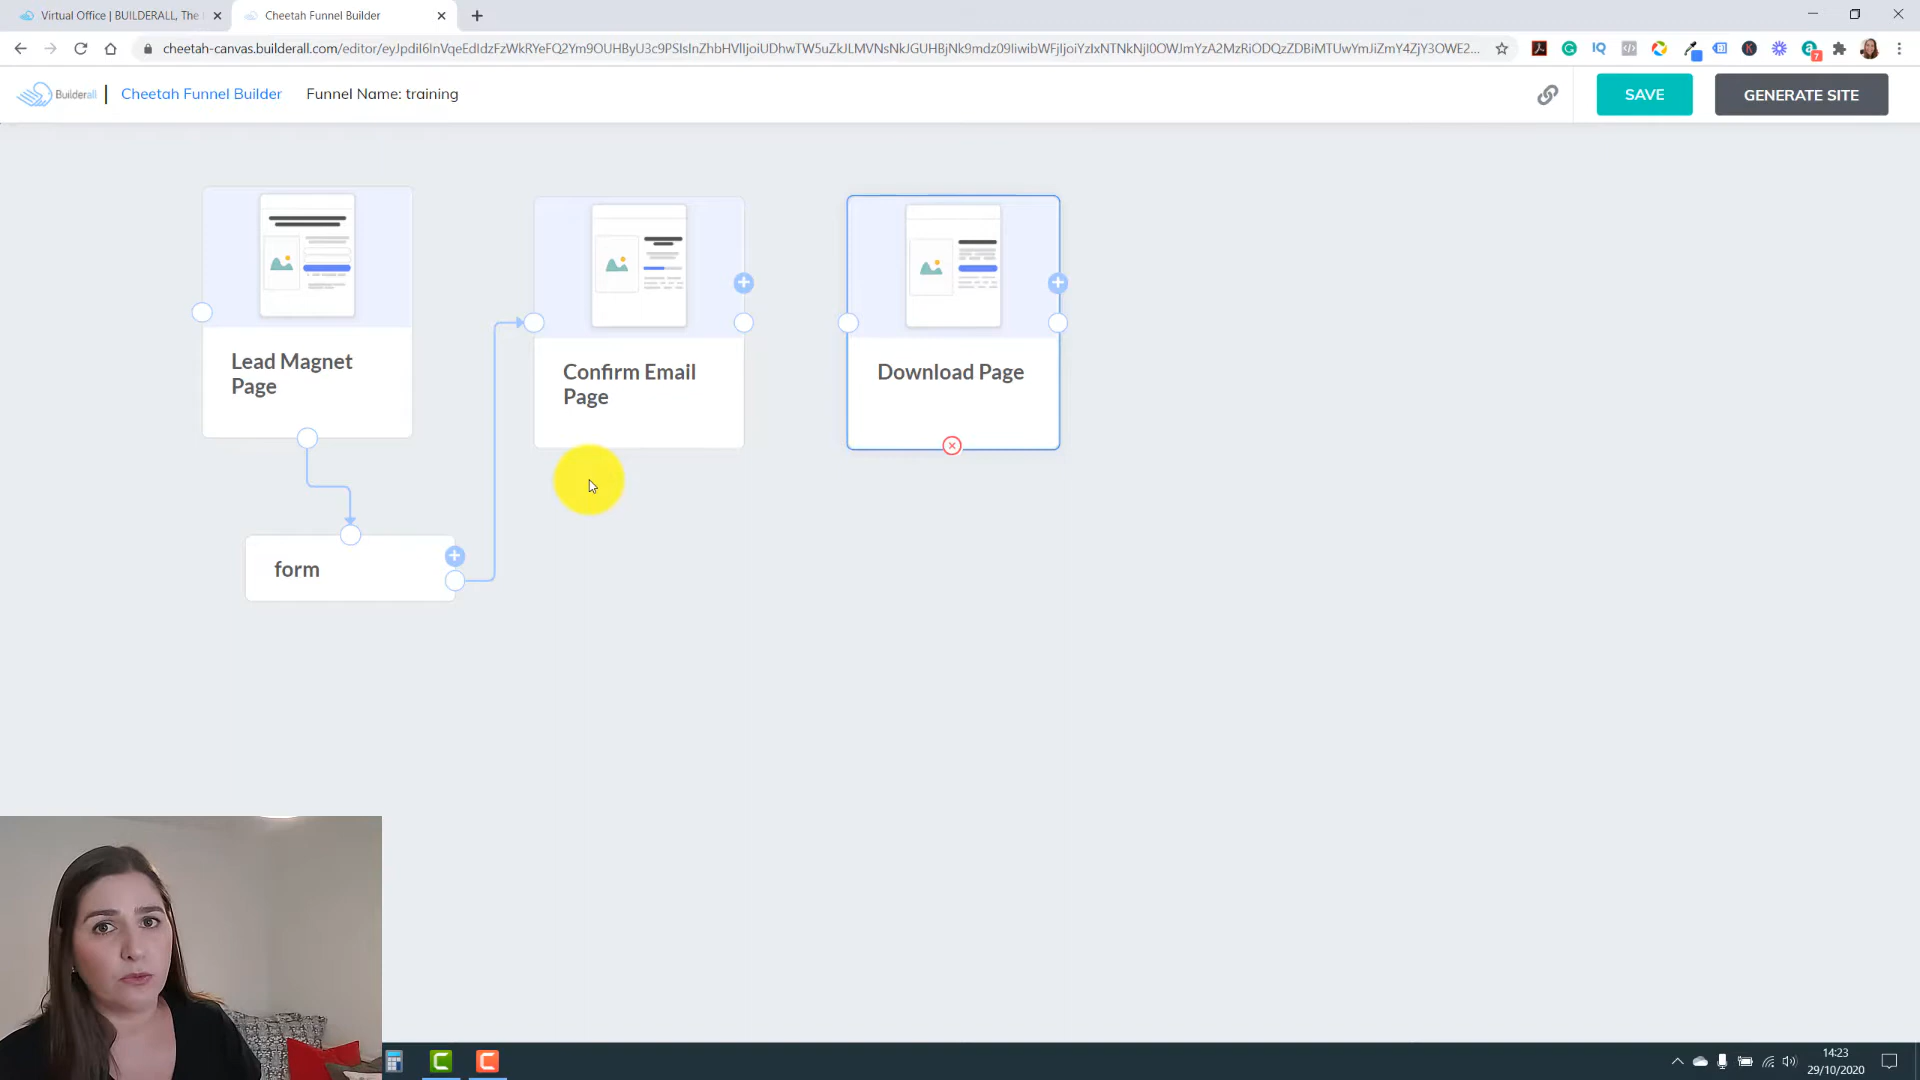 Virtual Office | BUILDERALL, The
Cheetah Funnel Builder
cheetah-canvas.builderall.com/editor/
Builderall
Cheetah Funnel Builder
Funnel Name: training
SAVE
GENERATE SITE
Lead Magnet
Page
Confirm Email
Page
Download Page
form
14:23
29/10/2020